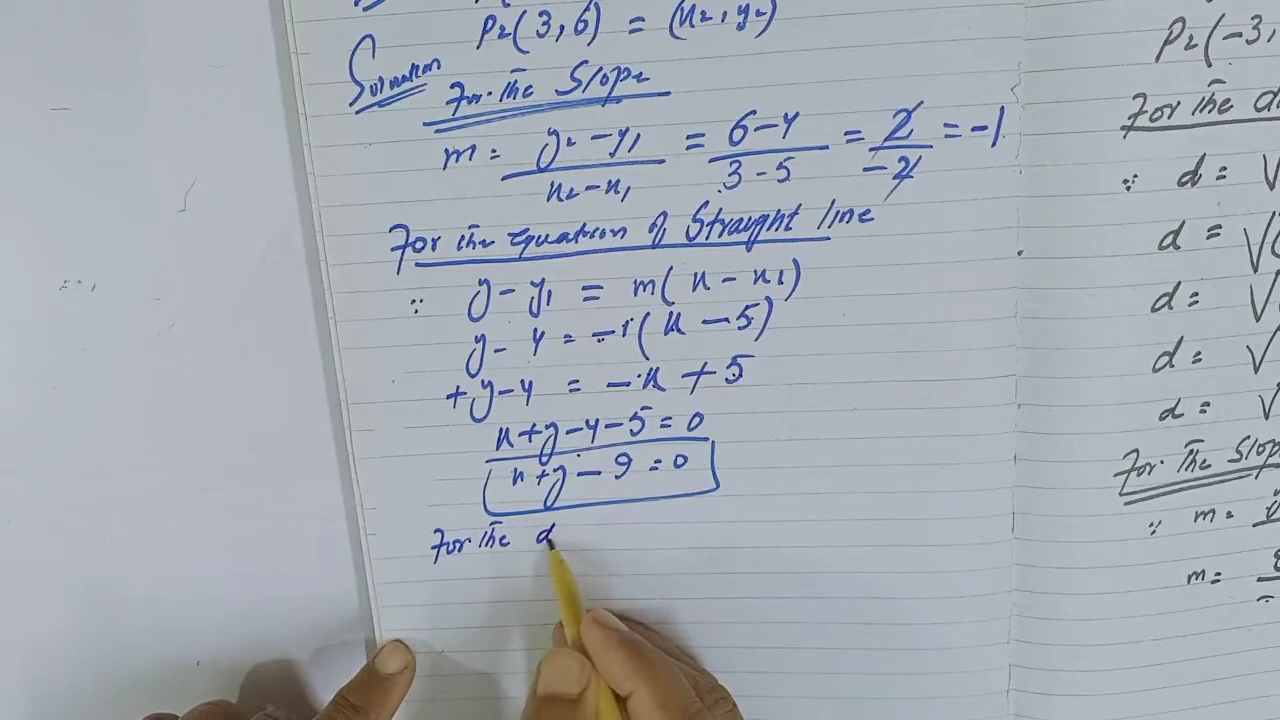 P₂(3,6) = (x₂, y₂)
Solution
For the Slope
m = y₂ - y₁ / x₂ - x₁ = 6-4 / 3-5 = 2 / -2 = -1
For the Equation of Straight line
∵ y - y₁ = m(x - x₁)
y - 4 = -1(x - 5)
+y - 4 = -x + 5
x + y - 4 - 5 = 0
x + y - 9 = 0
For the d
P₂(-3,
For the d
∵ d = √
d = √
d = √
d = √
d = √
For the Slop
∵ m =
m =